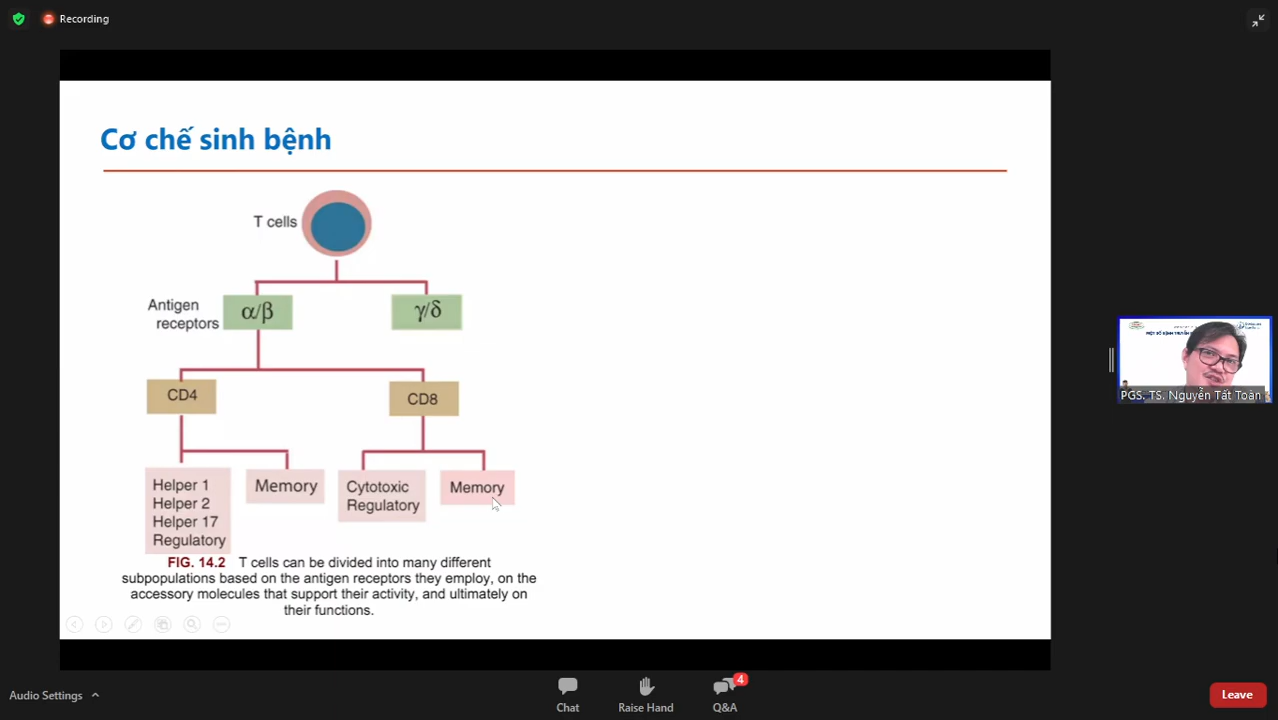 Recording
Cơ chế sinh bệnh
T cells
Antigen
receptors
α/β
γ/δ
CD4
CD8
Helper 1
Helper 2
Helper 17
Regulatory
Memory
Cytotoxic
Regulatory
Memory
FIG. 14.2 T cells can be divided into many different
subpopulations based on the antigen receptors they employ, on the
accessory molecules that support their activity, and ultimately on
their functions.
PGS. TS. Nguyễn Tất Toàn
Audio Settings
Chat
Raise Hand
4
Q&A
Leave